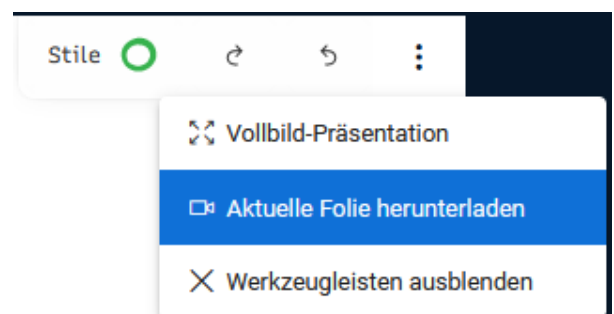 Stile
Vollbild-Präsentation
Aktuelle Folie herunterladen
Werkzeugleisten ausblenden